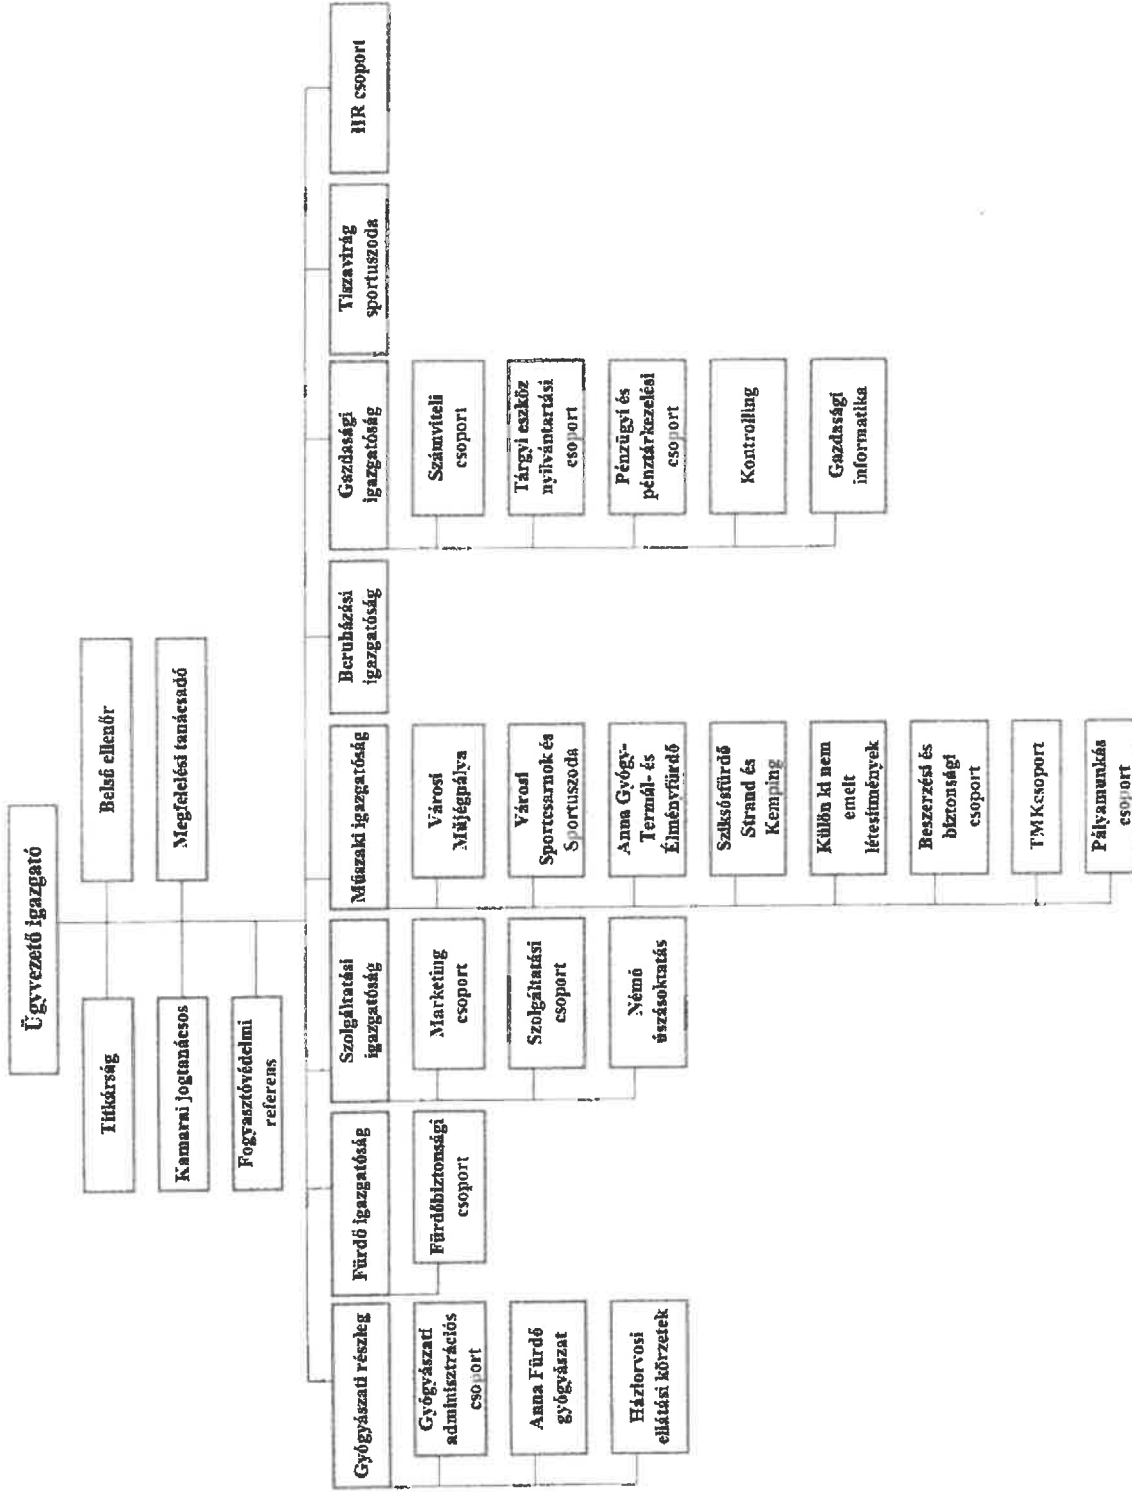 Ügyvezető igazgató
Titkárság
Belső ellenőr
Kamarai jogtanácsos
Megfelelési tanácsadó
Fogyasztóvédelmi
referens
Gyógyászati részleg
Gyógyászati
adminisztrációs
csoport
Anna Fürdő
gyógyászat
Háziorvosi
ellátási körzetek
Fürdő igazgatóság
Fürdőbiztonsági
csoport
Szolgáltatási
igazgatóság
Marketing
csoport
Szolgáltatási
csoport
Némó
úszásoktatás
Műszaki igazgatóság
Városi
Műjégpálya
Városi
Sportcsarnok és
Sportuszoda
Anna Gyógy-
Termál- és
Élményfürdő
Sziksósfürdő
Strand és
Kemping
Külön ki nem
emelt
létesítmények
Beszerzési és
biztonsági
csoport
TMKcsoport
Pályamunkás
csoport
Beruházási
igazgatóság
Gazdasági
igazgatóság
Számviteli
csoport
Tárgyi eszköz
nyilvántartási
csoport
Pénzügyi és
pénztárkezelési
csoport
Kontrolling
Gazdasági
informatika
Tiszavirág
sportuszoda
HR csoport